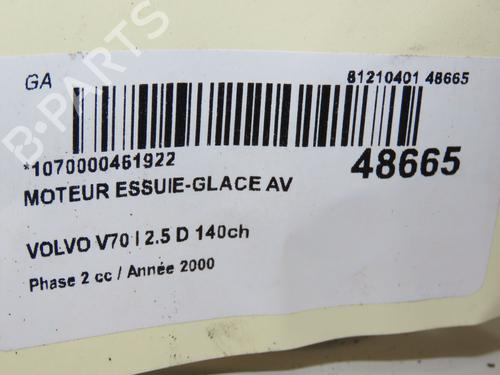 GA
81210401 48665
*1070000461922
48665
MOTEUR ESSUIE-GLACE AV
VOLVO V70 I 2.5 D 140ch
Phase 2 cc / Année 2000
B-PARTS